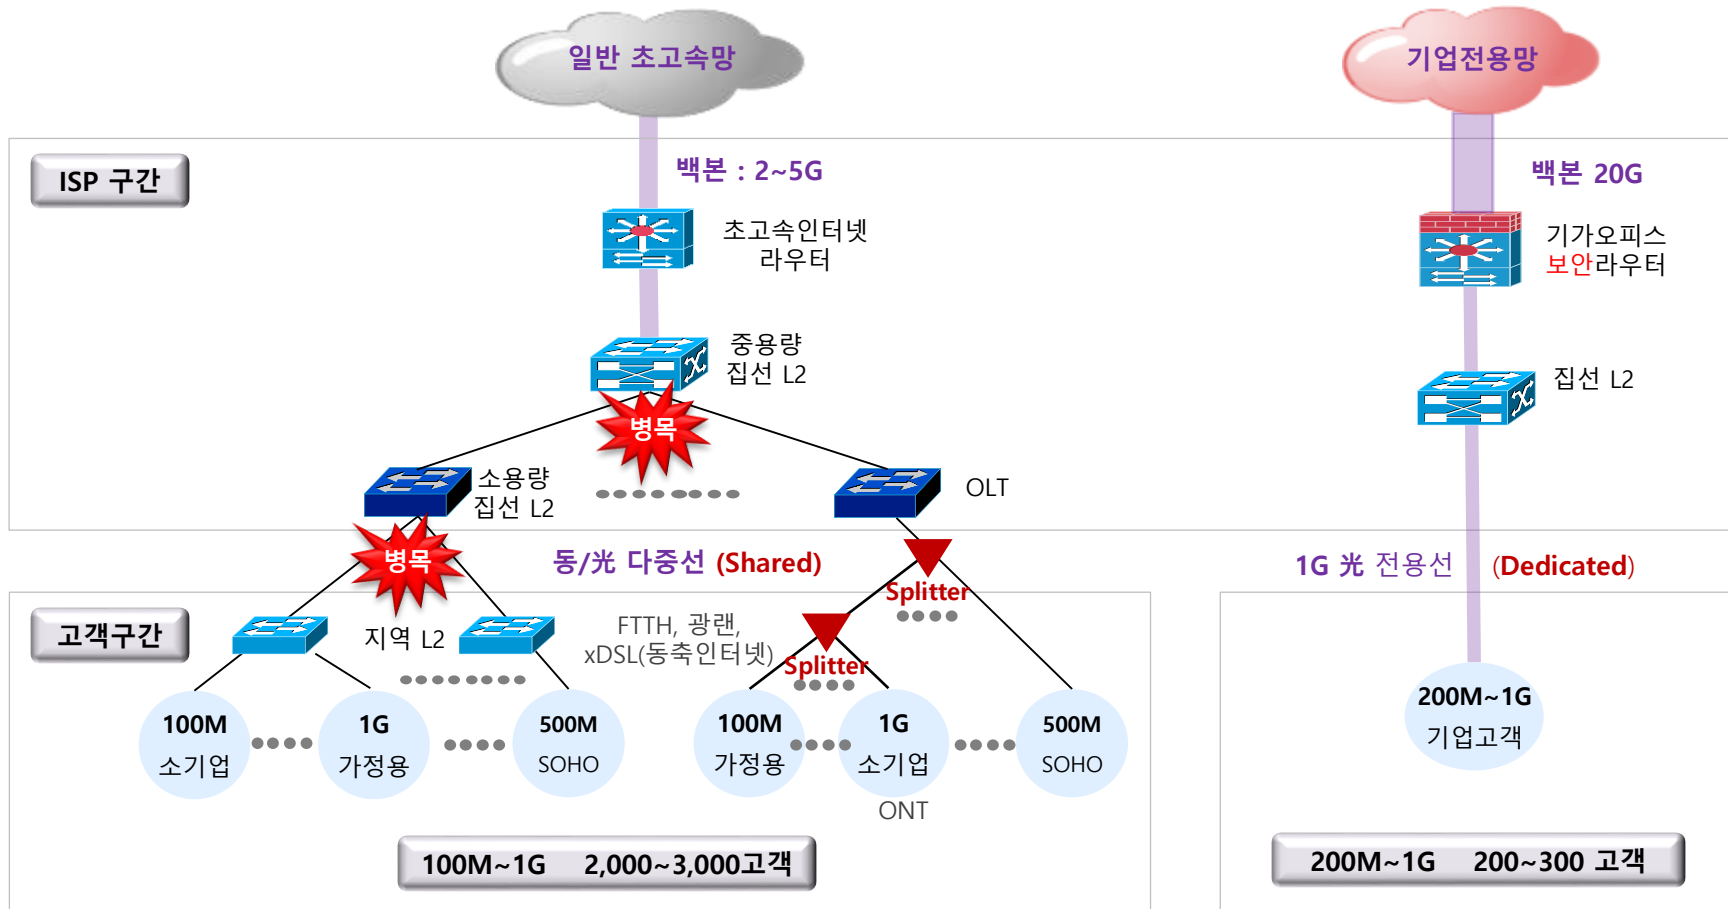 일반 초고속망
기업전용망
ISP 구간
백본 : 2~5G
백본 20G
초고속인터넷
라우터
기가오피스
보안라우터
중용량
집선 L2
집선 L2
병목
소용량
집선 L2
OLT
병목
동/光 다중선 (Shared)
1G 光 전용선 (Dedicated)
Splitter
고객구간
지역 L2
FTTH, 광랜,
xDSL(동축인터넷)
Splitter
100M
소기업
1G
가정용
500M
SOHO
100M
가정용
1G
소기업
500M
SOHO
ONT
200M~1G
기업고객
100M~1G 2,000~3,000고객
200M~1G 200~300 고객